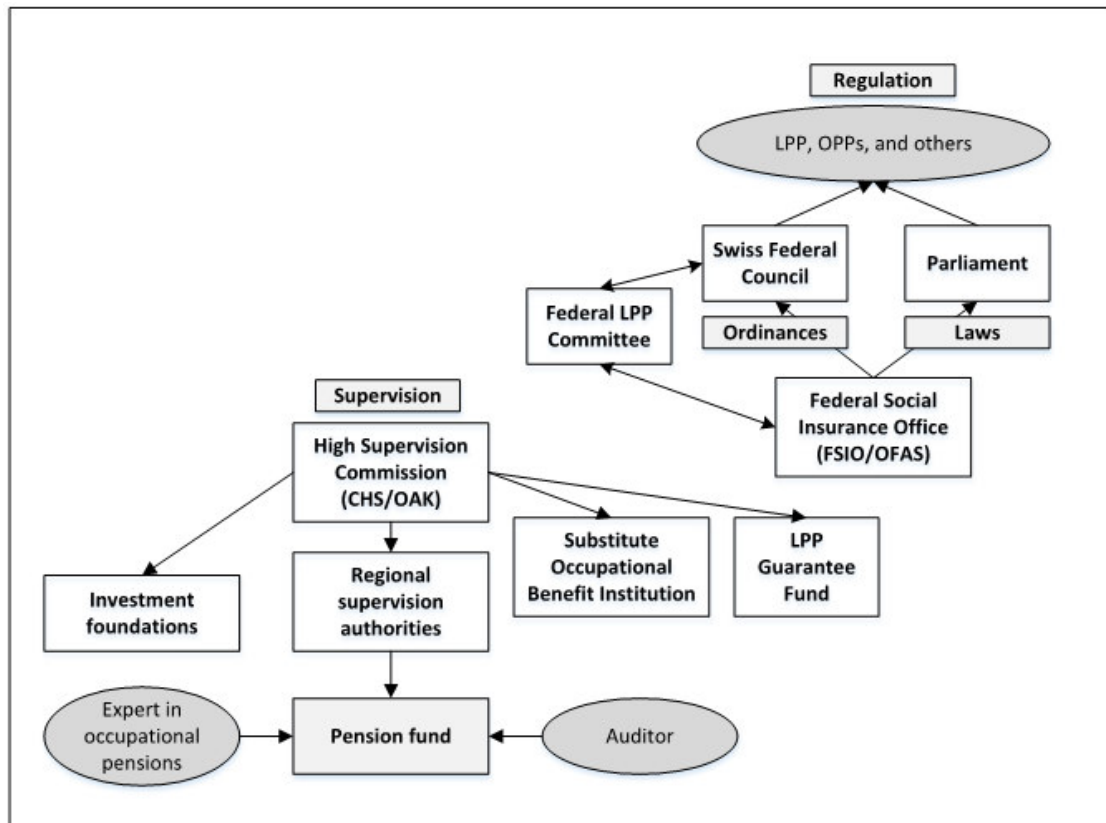 Regulation
LPP, OPPs, and others
Swiss Federal
Council
Parliament
Federal LPP
Committee
Ordinances
Laws
Federal Social
Insurance Office
(FSIO/OFAS)
Supervision
High Supervision
Commission
(CHS/OAK)
Substitute
Occupational
Benefit Institution
LPP
Guarantee
Fund
Investment
foundations
Regional
supervision
authorities
Expert in
occupational
pensions
Pension fund
Auditor